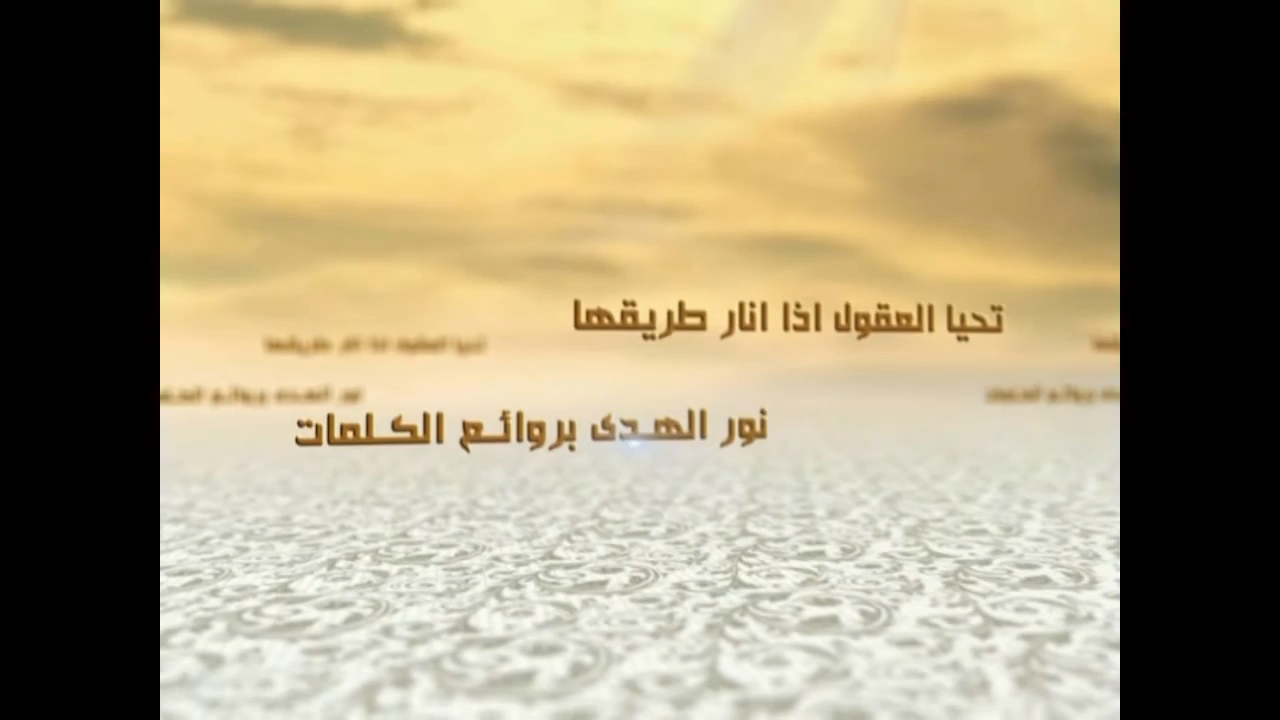 تحيا العقول اذا انار طريقها
نور الهدى بروائع الكلمات